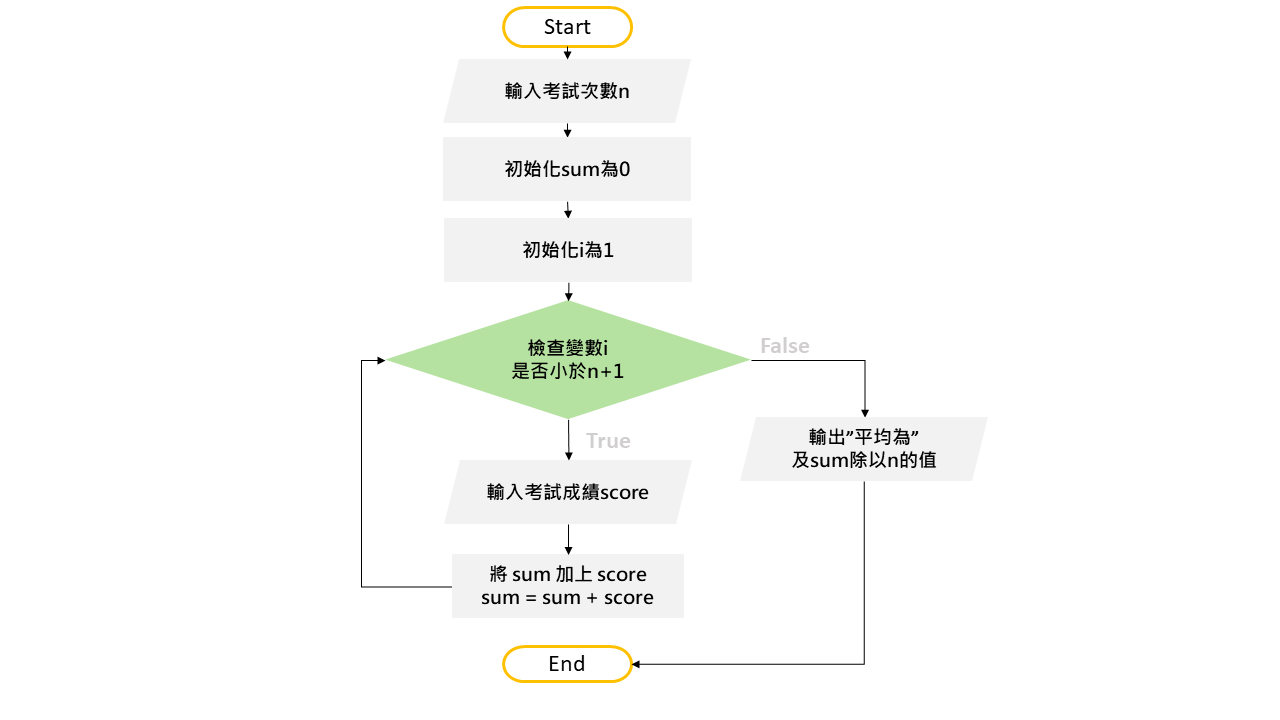 Start
輸入考試次數n
初始化sum為0
初始化i為1
檢查變數i
是否小於n+1
False
True
輸出”平均為”
及sum除以n的值
輸入考試成績score
將 sum 加上 score
sum = sum + score
End